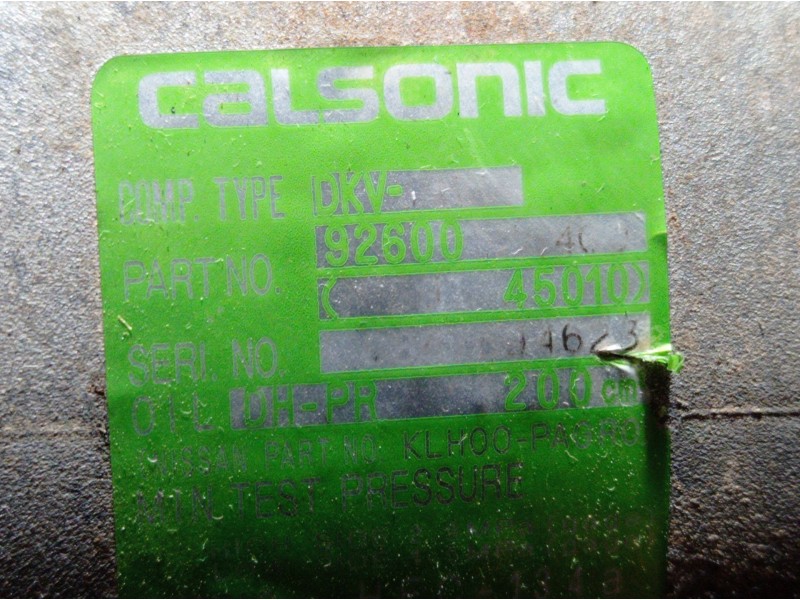 CALSONIC
COMP. TYPE DKV-
PART NO. 92600
( 45010)
SERI. NO.
OIL DH-PR 200 cm
NISSAN PART NO. KLH00-PAGR0
MIN TEST PRESSURE